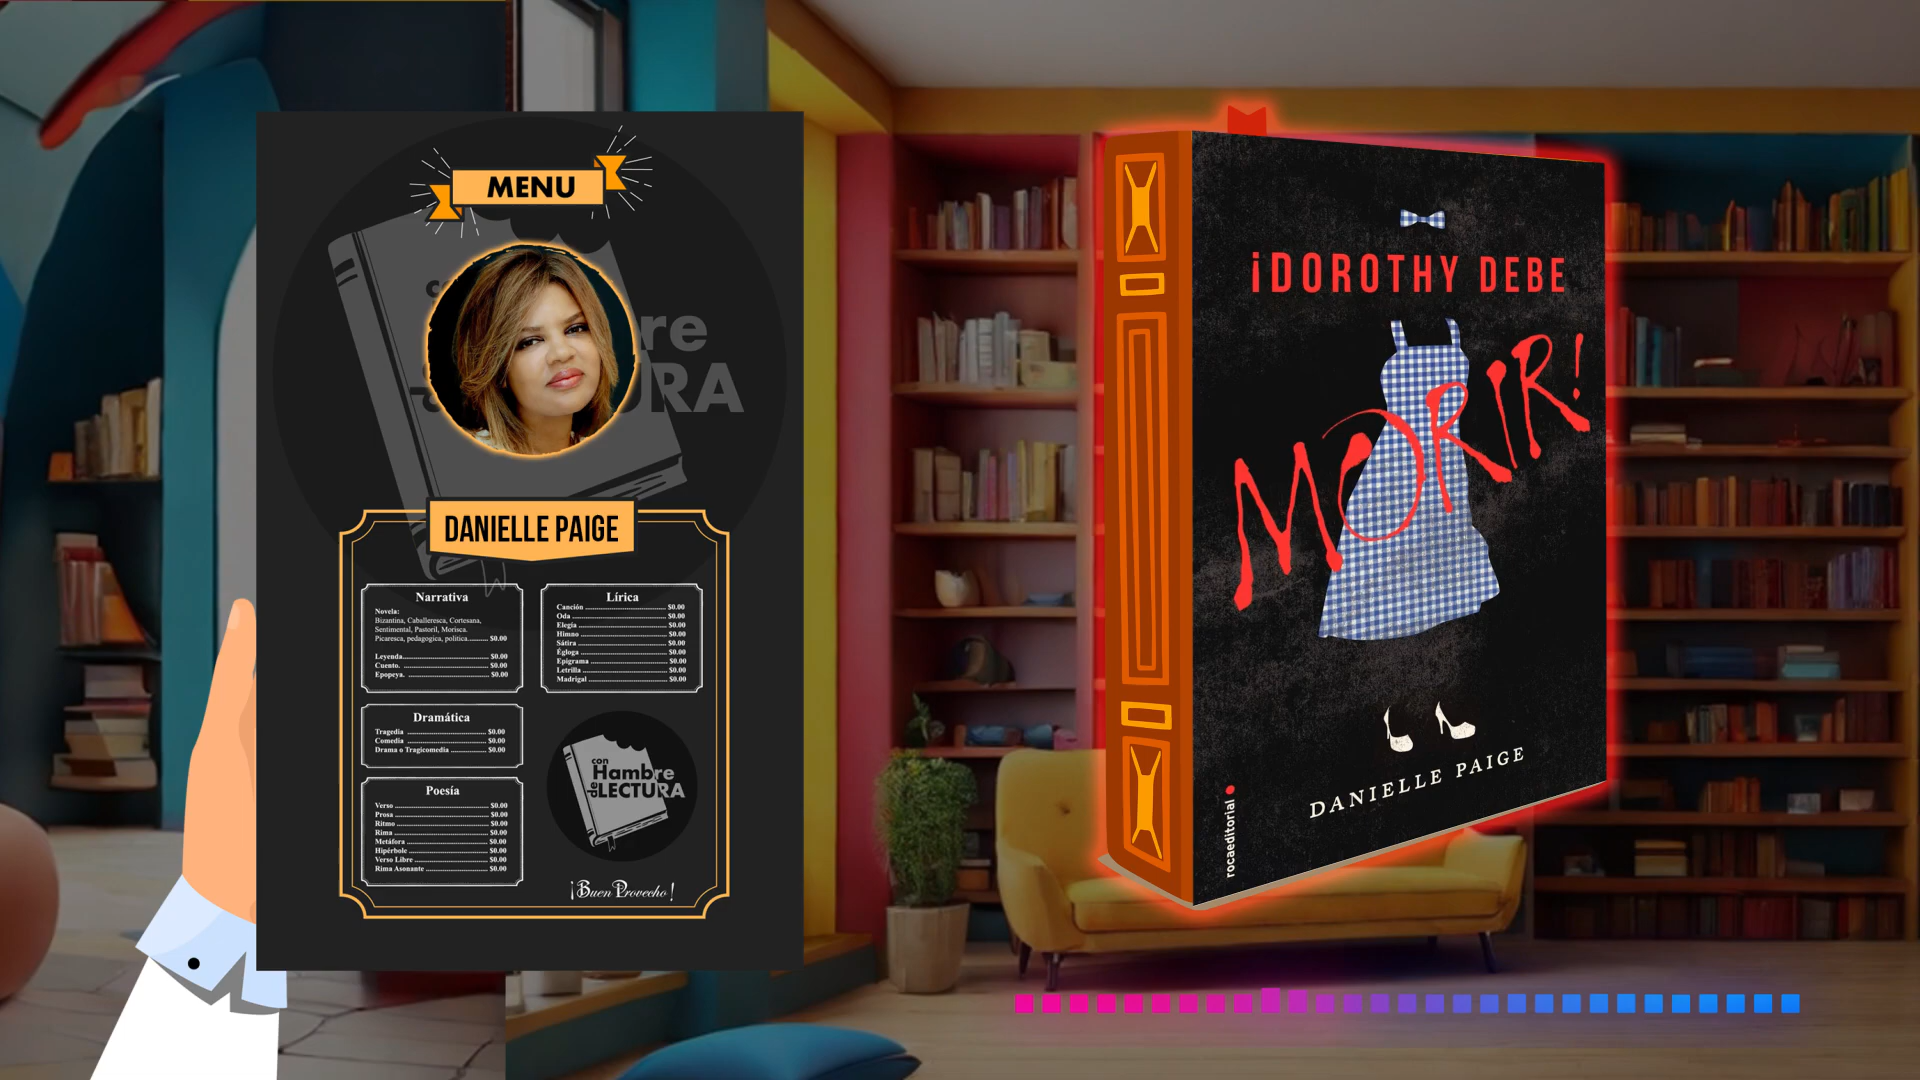 MENU
DANIELLE PAIGE
Narrativa
Novela:
Bizantina, Caballeresca, Cortesana,
Sentimental, Pastoril, Morisca.
Picaresca, pedagogica, politica.......... $0.00
Leyenda.......... $0.00
Cuento. .......... $0.00
Epopeya. .......... $0.00
Lírica
Canción .......... $0.00
Oda .......... $0.00
Elegía .......... $0.00
Himno .......... $0.00
Sátira .......... $0.00
Égloga .......... $0.00
Epigrama .......... $0.00
Letrilla .......... $0.00
Madrigal .......... $0.00
Dramática
Tragedia .......... $0.00
Comedia .......... $0.00
Drama o Tragicomedia .......... $0.00
Poesía
Verso .......... $0.00
Prosa .......... $0.00
Ritmo .......... $0.00
Rima .......... $0.00
Metáfora .......... $0.00
Hipérbole .......... $0.00
Verso Libre .......... $0.00
Rima Asonante .......... $0.00
con
Hambre
de LECTURA
¡Buen Provecho!
¡DOROTHY DEBE
MORIR!
DANIELLE PAIGE
rocaeditorial